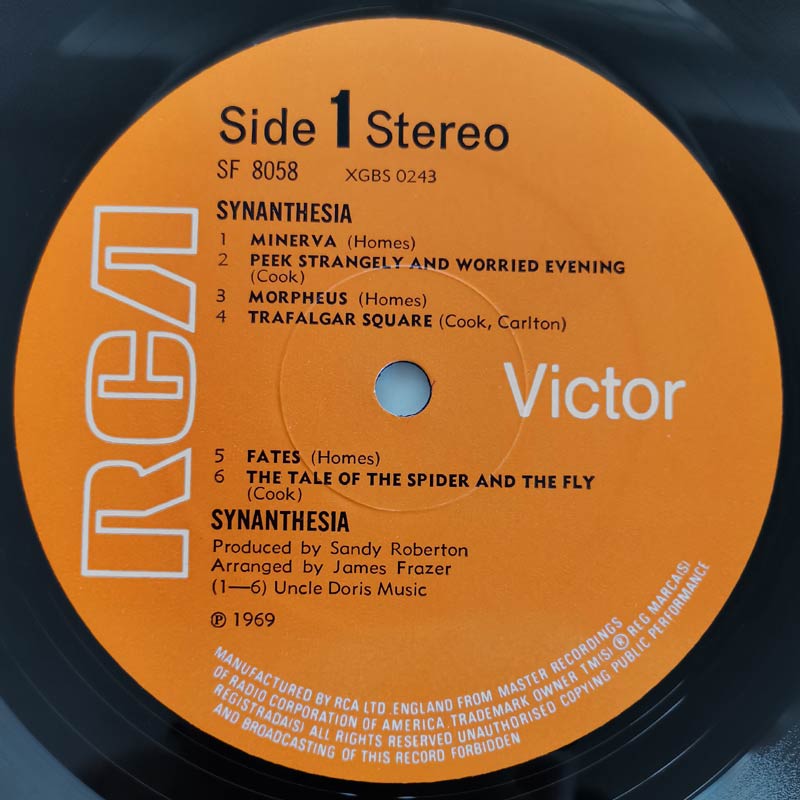 Side 1 Stereo
SF 8058 XGBS 0243
SYNANTHESIA
1 MINERVA (Homes)
2 PEEK STRANGELY AND WORRIED EVENING
(Cook)
3 MORPHEUS (Homes)
4 TRAFALGAR SQUARE (Cook, Carlton)
RCA
Victor
5 FATES (Homes)
6 THE TALE OF THE SPIDER AND THE FLY
(Cook)
SYNANTHESIA
Produced by Sandy Roberton
Arranged by James Frazer
(1—6) Uncle Doris Music
℗ 1969
MANUFACTURED BY RCA LTD. ENGLAND FROM MASTER RECORDINGS
OF RADIO CORPORATION OF AMERICA. TRADEMARK OWNER TM(S) ® REG MARCA(S)
REGISTRADA(S) ALL RIGHTS RESERVED UNAUTHORISED COPYING PUBLIC PERFORMANCE
AND BROADCASTING OF THIS RECORD FORBIDDEN